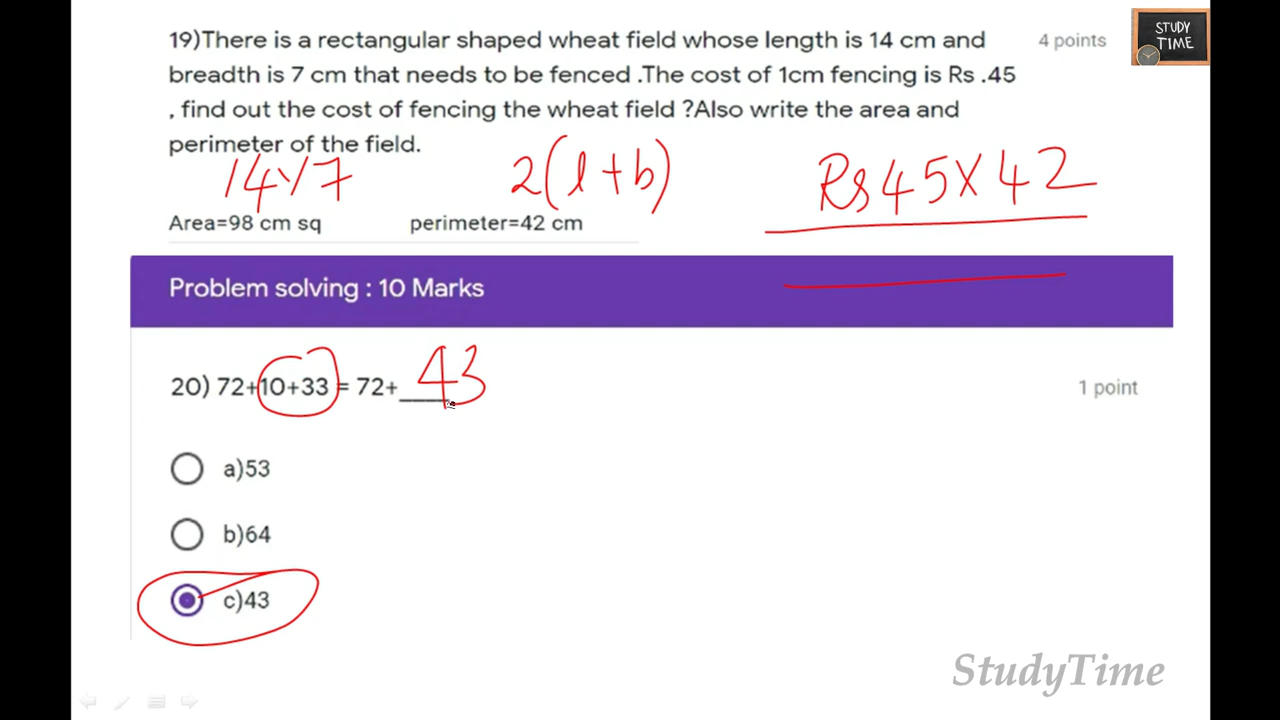 STUDY
TIME
19)There is a rectangular shaped wheat field whose length is 14 cm and
4 points
breadth is 7 cm that needs to be fenced .The cost of 1cm fencing is Rs .45
, find out the cost of fencing the wheat field ?Also write the area and
perimeter of the field.
14x7 2(l+b) Rs 45x42
Area=98 cm sq perimeter=42 cm
Problem solving : 10 Marks
20) 72+10+33 = 72+____ 43
1 point
a)53
b)64
c)43
StudyTime